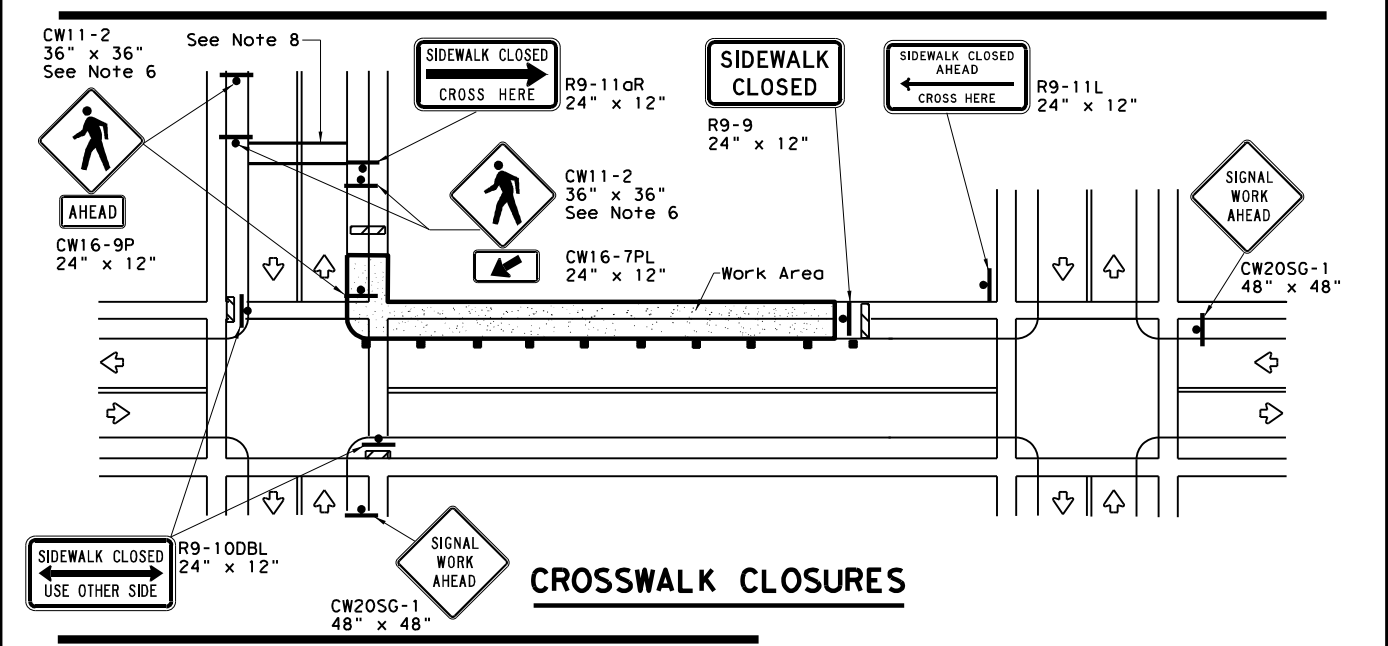 CW11-2
36" x 36"
See Note 6
See Note 8
SIDEWALK CLOSED
CROSS HERE
R9-11aR
24" x 12"
SIDEWALK
CLOSED
R9-9
24" x 12"
SIDEWALK CLOSED
AHEAD
CROSS HERE
R9-11L
24" x 12"
AHEAD
CW16-9P
24" x 12"
CW11-2
36" x 36"
See Note 6
CW16-7PL
24" x 12"
Work Area
SIGNAL
WORK
AHEAD
CW20SG-1
48" x 48"
SIDEWALK CLOSED
USE OTHER SIDE
R9-10DBL
24" x 12"
SIGNAL
WORK
AHEAD
CW20SG-1
48" x 48"
CROSSWALK CLOSURES